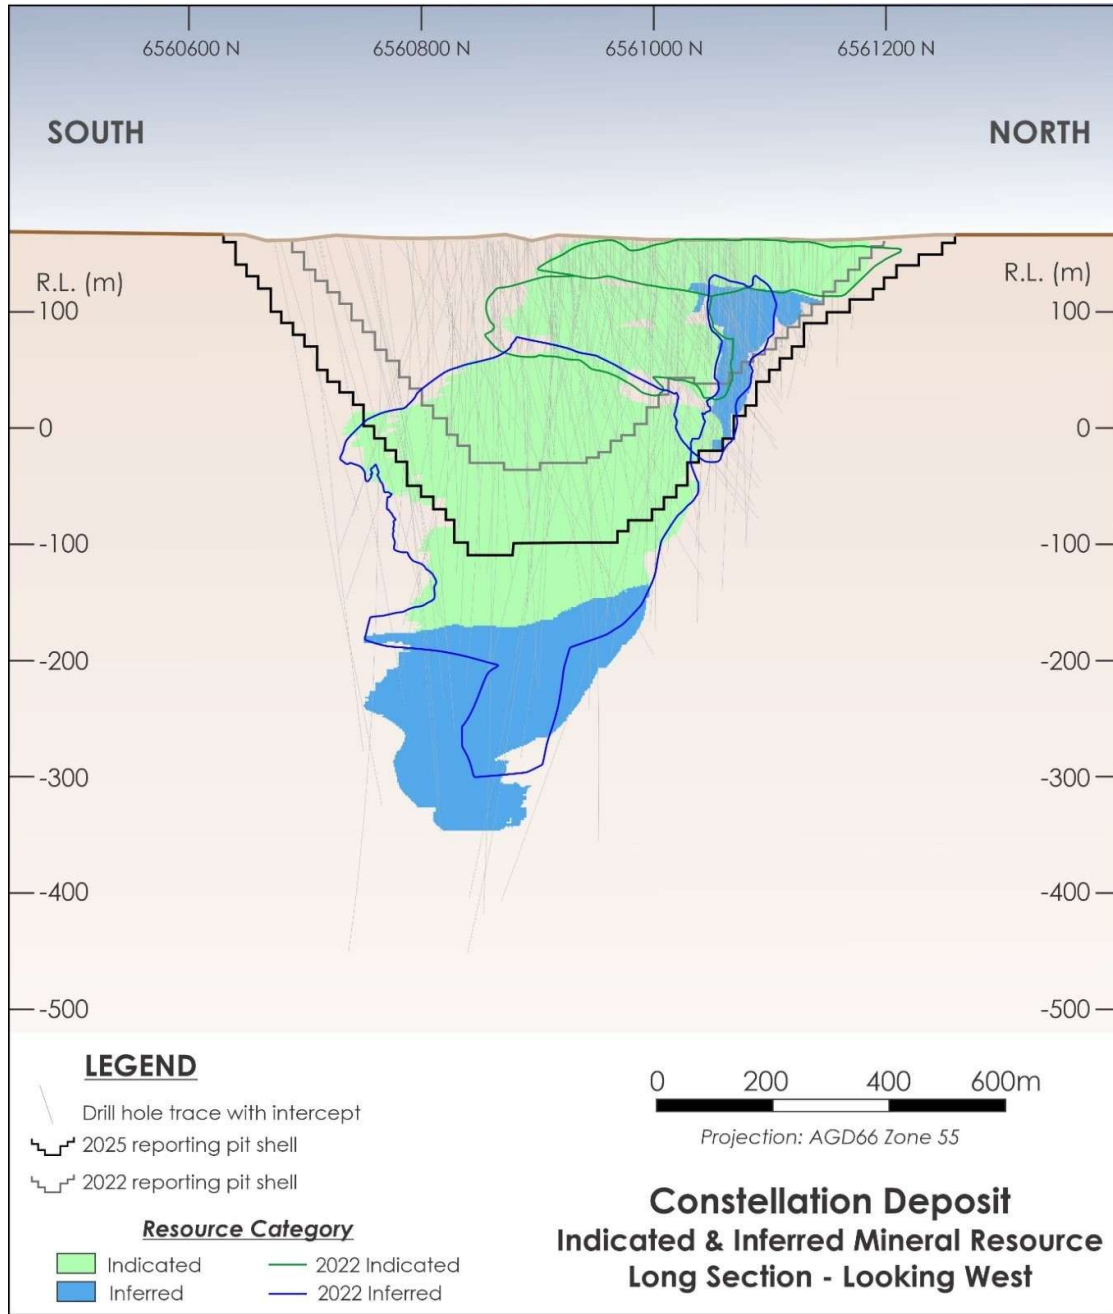 6560600 N 6560800 N 6561000 N 6561200 N
SOUTH NORTH
R.L. (m) R.L. (m)
100 100
0 0
-100 -100
-200 -200
-300 -300
-400 -400
-500 -500
LEGEND
Drill hole trace with intercept
2025 reporting pit shell
2022 reporting pit shell
Resource Category
Indicated 2022 Indicated
Inferred 2022 Inferred
0 200 400 600m
Projection: AGD66 Zone 55
Constellation Deposit
Indicated & Inferred Mineral Resource
Long Section - Looking West